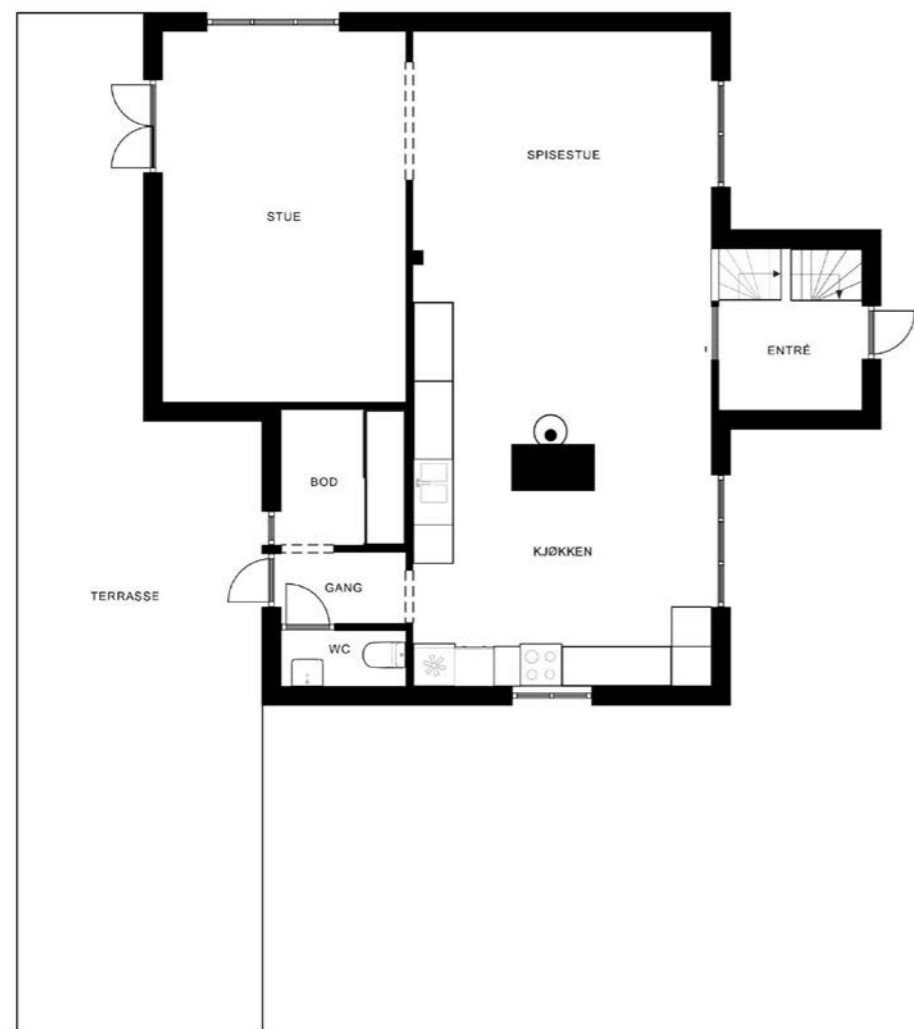 SPISESTUE
STUE
ENTRÉ
BOD
KJØKKEN
GANG
TERRASSE
WC